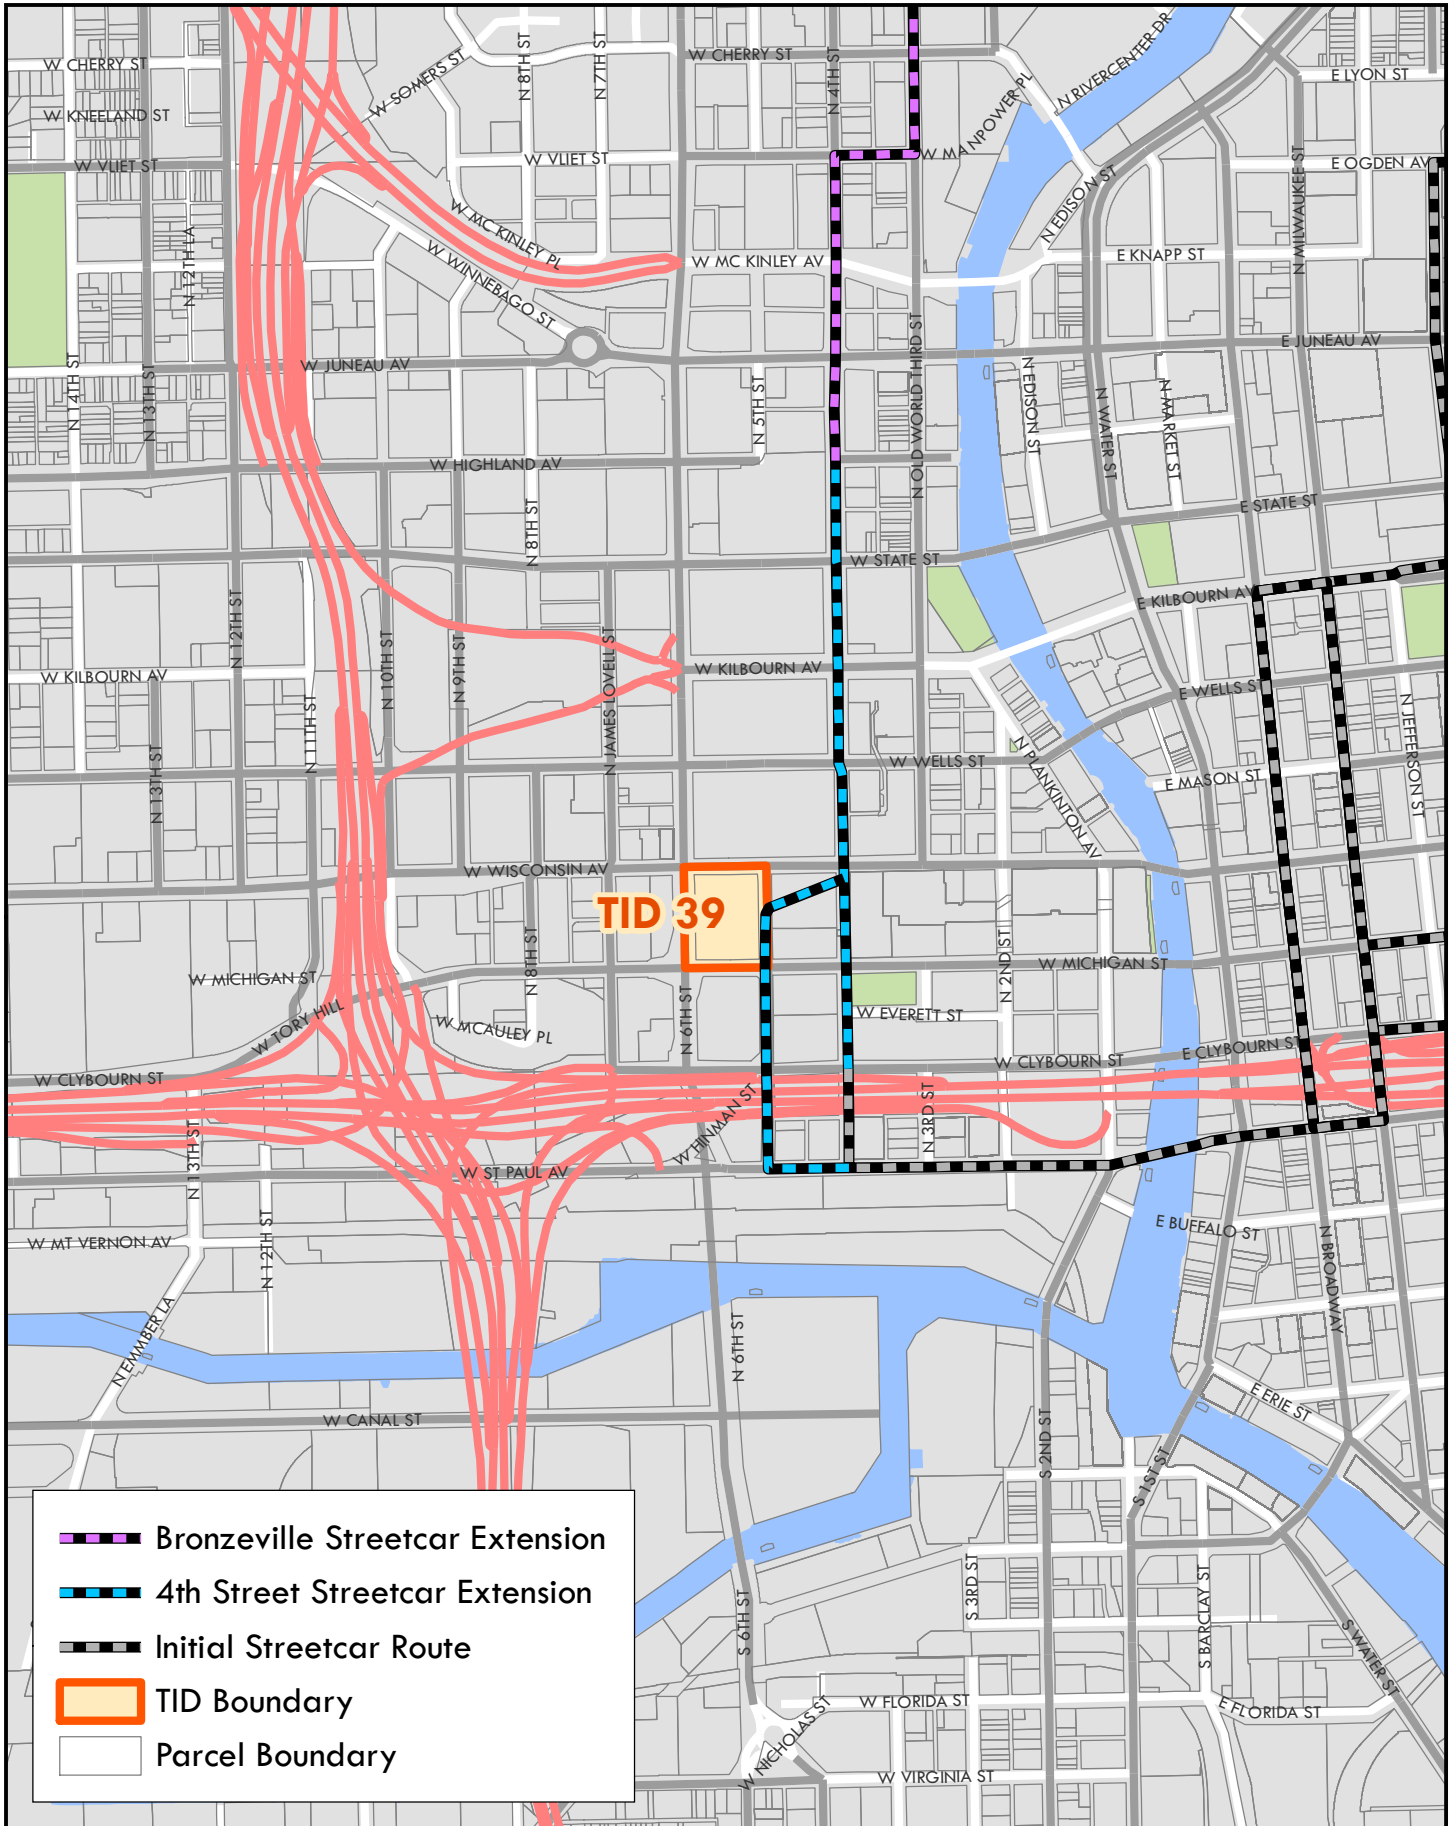 W CHERRY ST
W KNEELAND ST
W VLIET ST
W SOMERS ST
N 8TH ST
N 7TH ST
W CHERRY ST
N 4TH ST
W MANPOWER PL
N RIVERCENTER DR
E LYON ST
E OGDEN AV
N EDISON ST
N MILWAUKEE ST
W VLIET ST
W MC KINLEY PL
W WINNEBAGO ST
W MC KINLEY AV
E KNAPP ST
N 12TH LA
N OLD WORLD THIRD ST
E JUNEAU AV
W JUNEAU AV
N 14TH ST
N 13TH ST
N 5TH ST
N EDISON ST
N WATER ST
N MARKET ST
W HIGHLAND AV
N 8TH ST
E STATE ST
W STATE ST
E KILBOURN AV
N 12TH ST
N 10TH ST
N 9TH ST
N JAMES LOVELL ST
W KILBOURN AV
W KILBOURN AV
E WELLS ST
N JEFFERSON ST
N 11TH ST
N 13TH ST
W WELLS ST
N PLANKINTON AV
E MASON ST
W WISCONSIN AV
TID 39
N 8TH ST
W MICHIGAN ST
N 2ND ST
W MICHIGAN ST
W TORY HILL
W MCAULEY PL
N 6TH ST
W EVERETT ST
W CLYBOURN ST
W CLYBOURN ST
E CLYBOURN ST
W HINMAN ST
N 3RD ST
N 13TH ST
W ST PAUL AV
N 12TH ST
W MT VERNON AV
E BUFFALO ST
N BROADWAY
N EMMBER LA
N 6TH ST
W CANAL ST
E ERIE ST
S 2ND ST
S 1ST ST
S 3RD ST
S BARCLAY ST
S 6TH ST
S WATER ST
W FLORIDA ST
E FLORIDA ST
W NICHOLAS ST
W VIRGINIA ST
Bronzeville Streetcar Extension
4th Street Streetcar Extension
Initial Streetcar Route
TID Boundary
Parcel Boundary